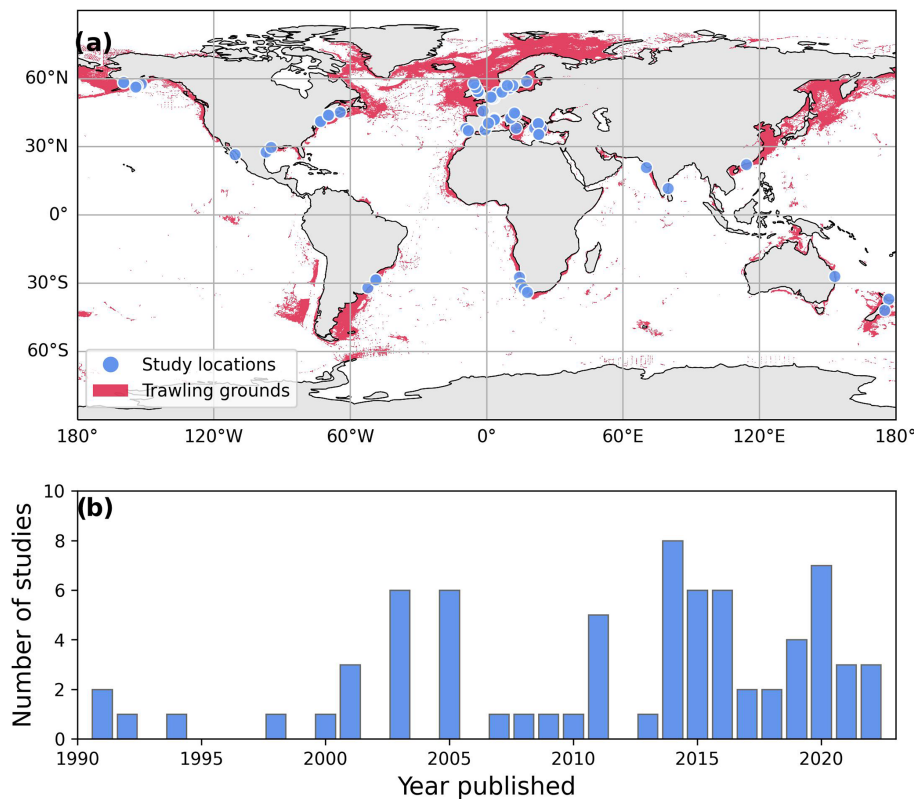 (a)
60°N
30°N
0°
30°S
60°S
Study locations
Trawling grounds
180° 120°W 60°W 0° 60°E 120°E 180°
(b)
Number of studies
10
8
6
4
2
0
1990 1995 2000 2005 2010 2015 2020
Year published